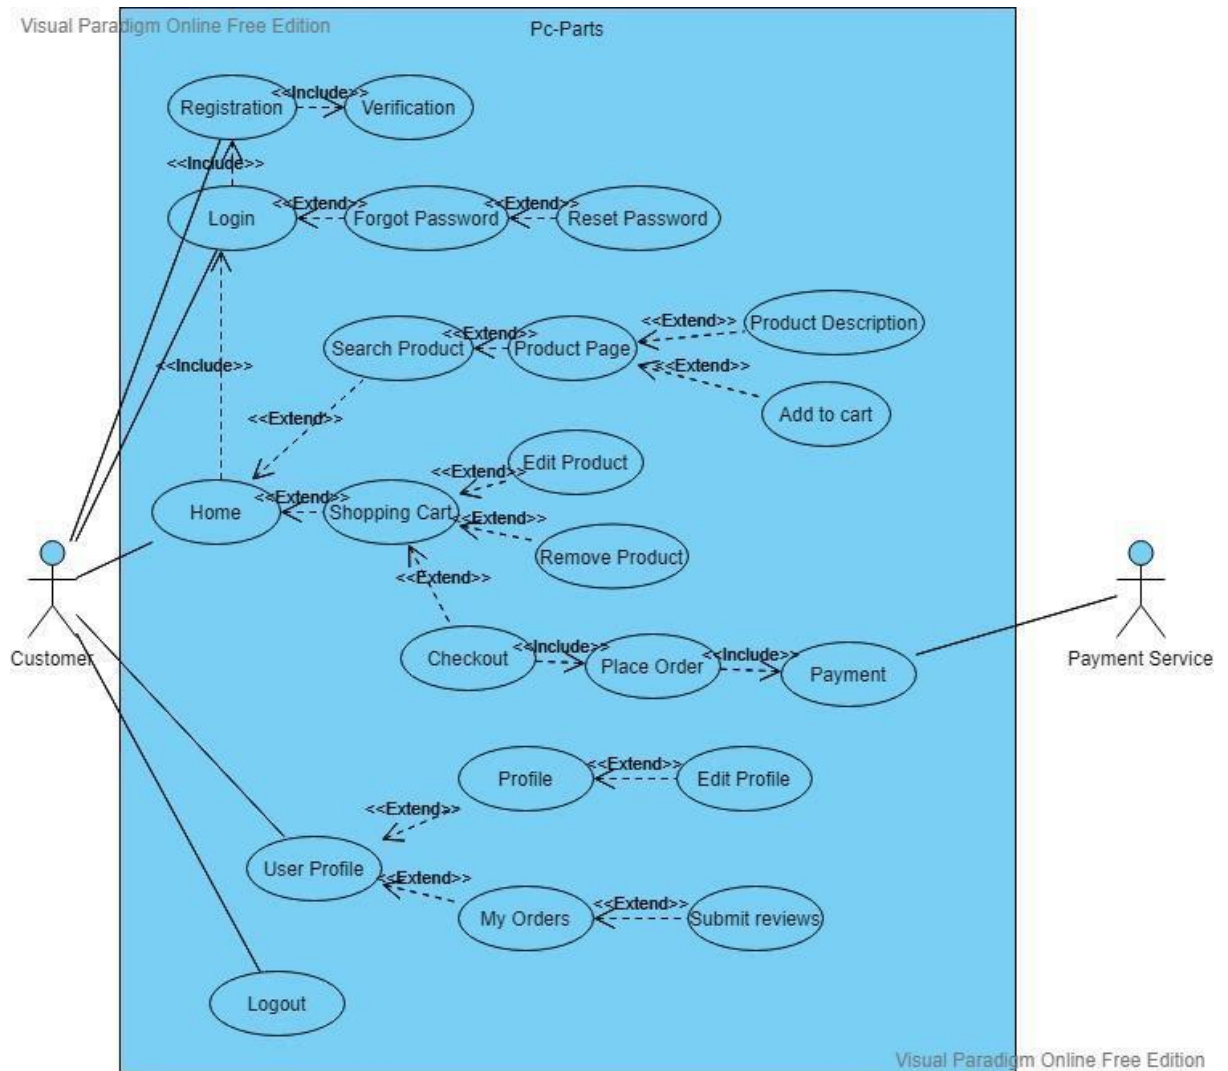 Visual Paradigm Online Free Edition
Pc-Parts
Registration
<<Include>>
Verification
<<Include>>
Login
<<Extend>>
Forgot Password
<<Extend>>
Reset Password
<<Include>>
Search Product
<<Extend>>
Product Page
<<Extend>>
Product Description
<<Extend>>
Add to cart
<<Extend>>
Home
<<Extend>>
Shopping Cart
<<Extend>>
Edit Product
<<Extend>>
Remove Product
<<Extend>>
Checkout
<<Include>>
Place Order
<<Include>>
Payment
Customer
Payment Service
Profile
<<Extend>>
Edit Profile
<<Extend>>
User Profile
<<Extend>>
My Orders
<<Extend>>
Submit reviews
Logout
Visual Paradigm Online Free Edition